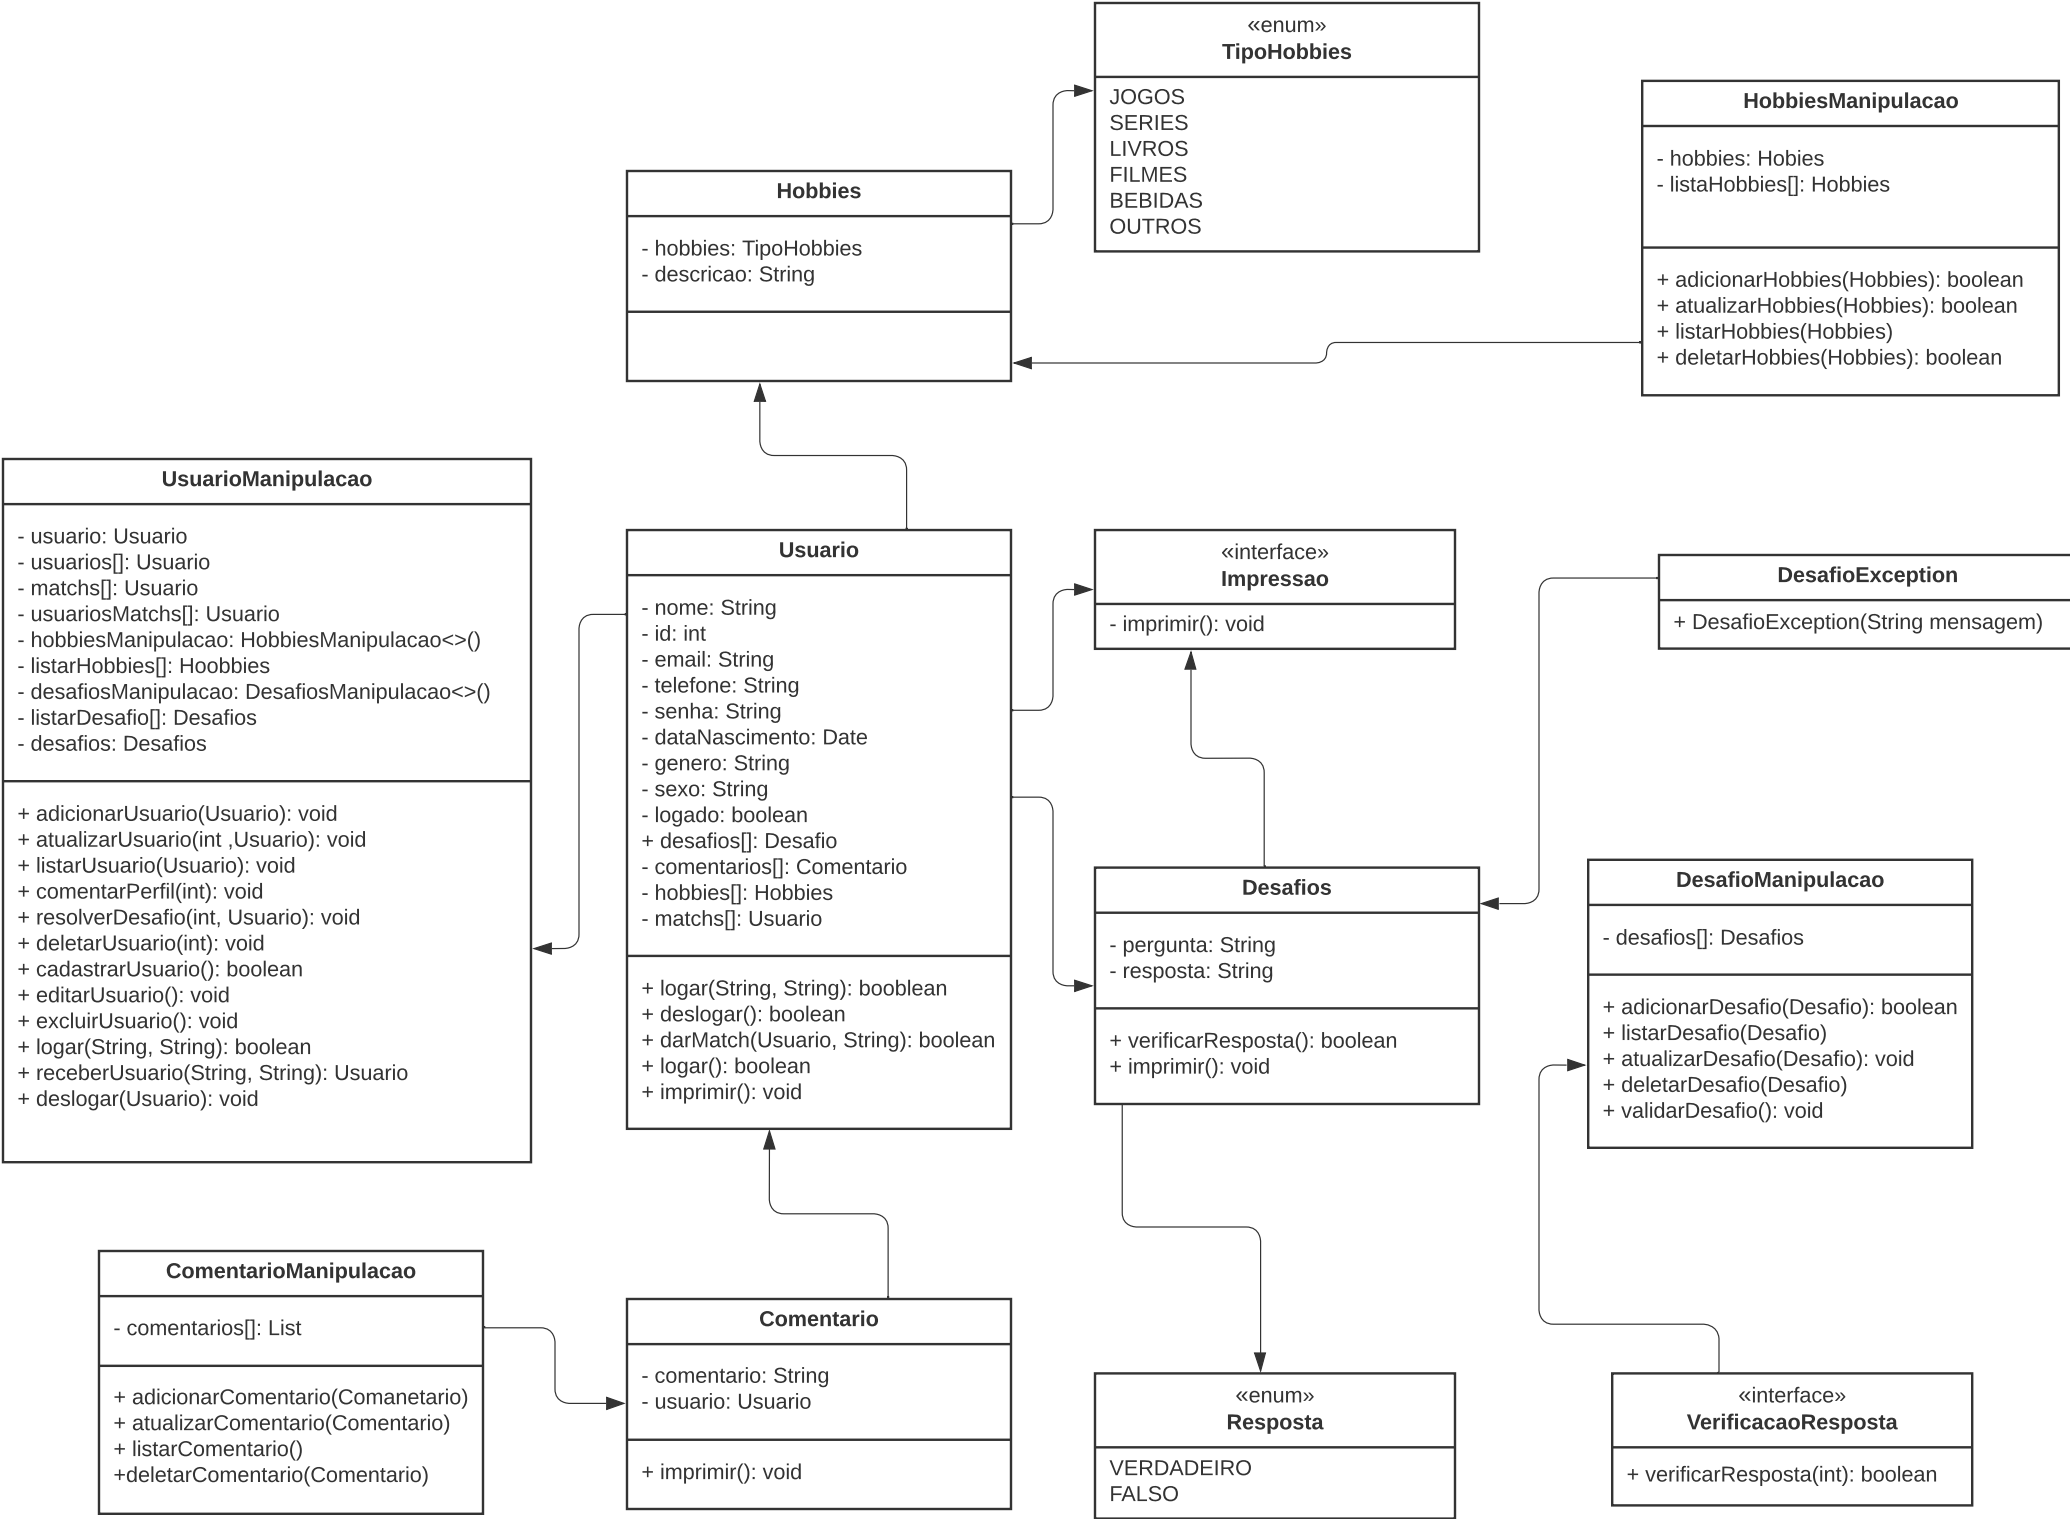 «enum»
TipoHobbies
JOGOS
SERIES
LIVROS
FILMES
BEBIDAS
OUTROS
HobbiesManipulacao
- hobbies: Hobies
- listaHobbies[]: Hobbies
+ adicionarHobbies(Hobbies): boolean
+ atualizarHobbies(Hobbies): boolean
+ listarHobbies(Hobbies)
+ deletarHobbies(Hobbies): boolean
Hobbies
- hobbies: TipoHobbies
- descricao: String
UsuarioManipulacao
- usuario: Usuario
- usuarios[]: Usuario
- matchs[]: Usuario
- usuariosMatchs[]: Usuario
- hobbiesManipulacao: HobbiesManipulacao<>()
- listarHobbies[]: Hoobbies
- desafiosManipulacao: DesafiosManipulacao<>()
- listarDesafio[]: Desafios
- desafios: Desafios
+ adicionarUsuario(Usuario): void
+ atualizarUsuario(int ,Usuario): void
+ listarUsuario(Usuario): void
+ comentarPerfil(int): void
+ resolverDesafio(int, Usuario): void
+ deletarUsuario(int): void
+ cadastrarUsuario(): boolean
+ editarUsuario(): void
+ excluirUsuario(): void
+ logar(String, String): boolean
+ receberUsuario(String, String): Usuario
+ deslogar(Usuario): void
Usuario
- nome: String
- id: int
- email: String
- telefone: String
- senha: String
- dataNascimento: Date
- genero: String
- sexo: String
- logado: boolean
+ desafios[]: Desafio
- comentarios[]: Comentario
- hobbies[]: Hobbies
- matchs[]: Usuario
+ logar(String, String): booblean
+ deslogar(): boolean
+ darMatch(Usuario, String): boolean
+ logar(): boolean
+ imprimir(): void
«interface»
Impressao
- imprimir(): void
DesafioException
+ DesafioException(String mensagem)
Desafios
- pergunta: String
- resposta: String
+ verificarResposta(): boolean
+ imprimir(): void
DesafioManipulacao
- desafios[]: Desafios
+ adicionarDesafio(Desafio): boolean
+ listarDesafio(Desafio)
+ atualizarDesafio(Desafio): void
+ deletarDesafio(Desafio)
+ validarDesafio(): void
ComentarioManipulacao
- comentarios[]: List
+ adicionarComentario(Comanetario)
+ atualizarComentario(Comentario)
+ listarComentario()
+deletarComentario(Comentario)
Comentario
- comentario: String
- usuario: Usuario
+ imprimir(): void
«enum»
Resposta
VERDADEIRO
FALSO
«interface»
VerificacaoResposta
+ verificarResposta(int): boolean